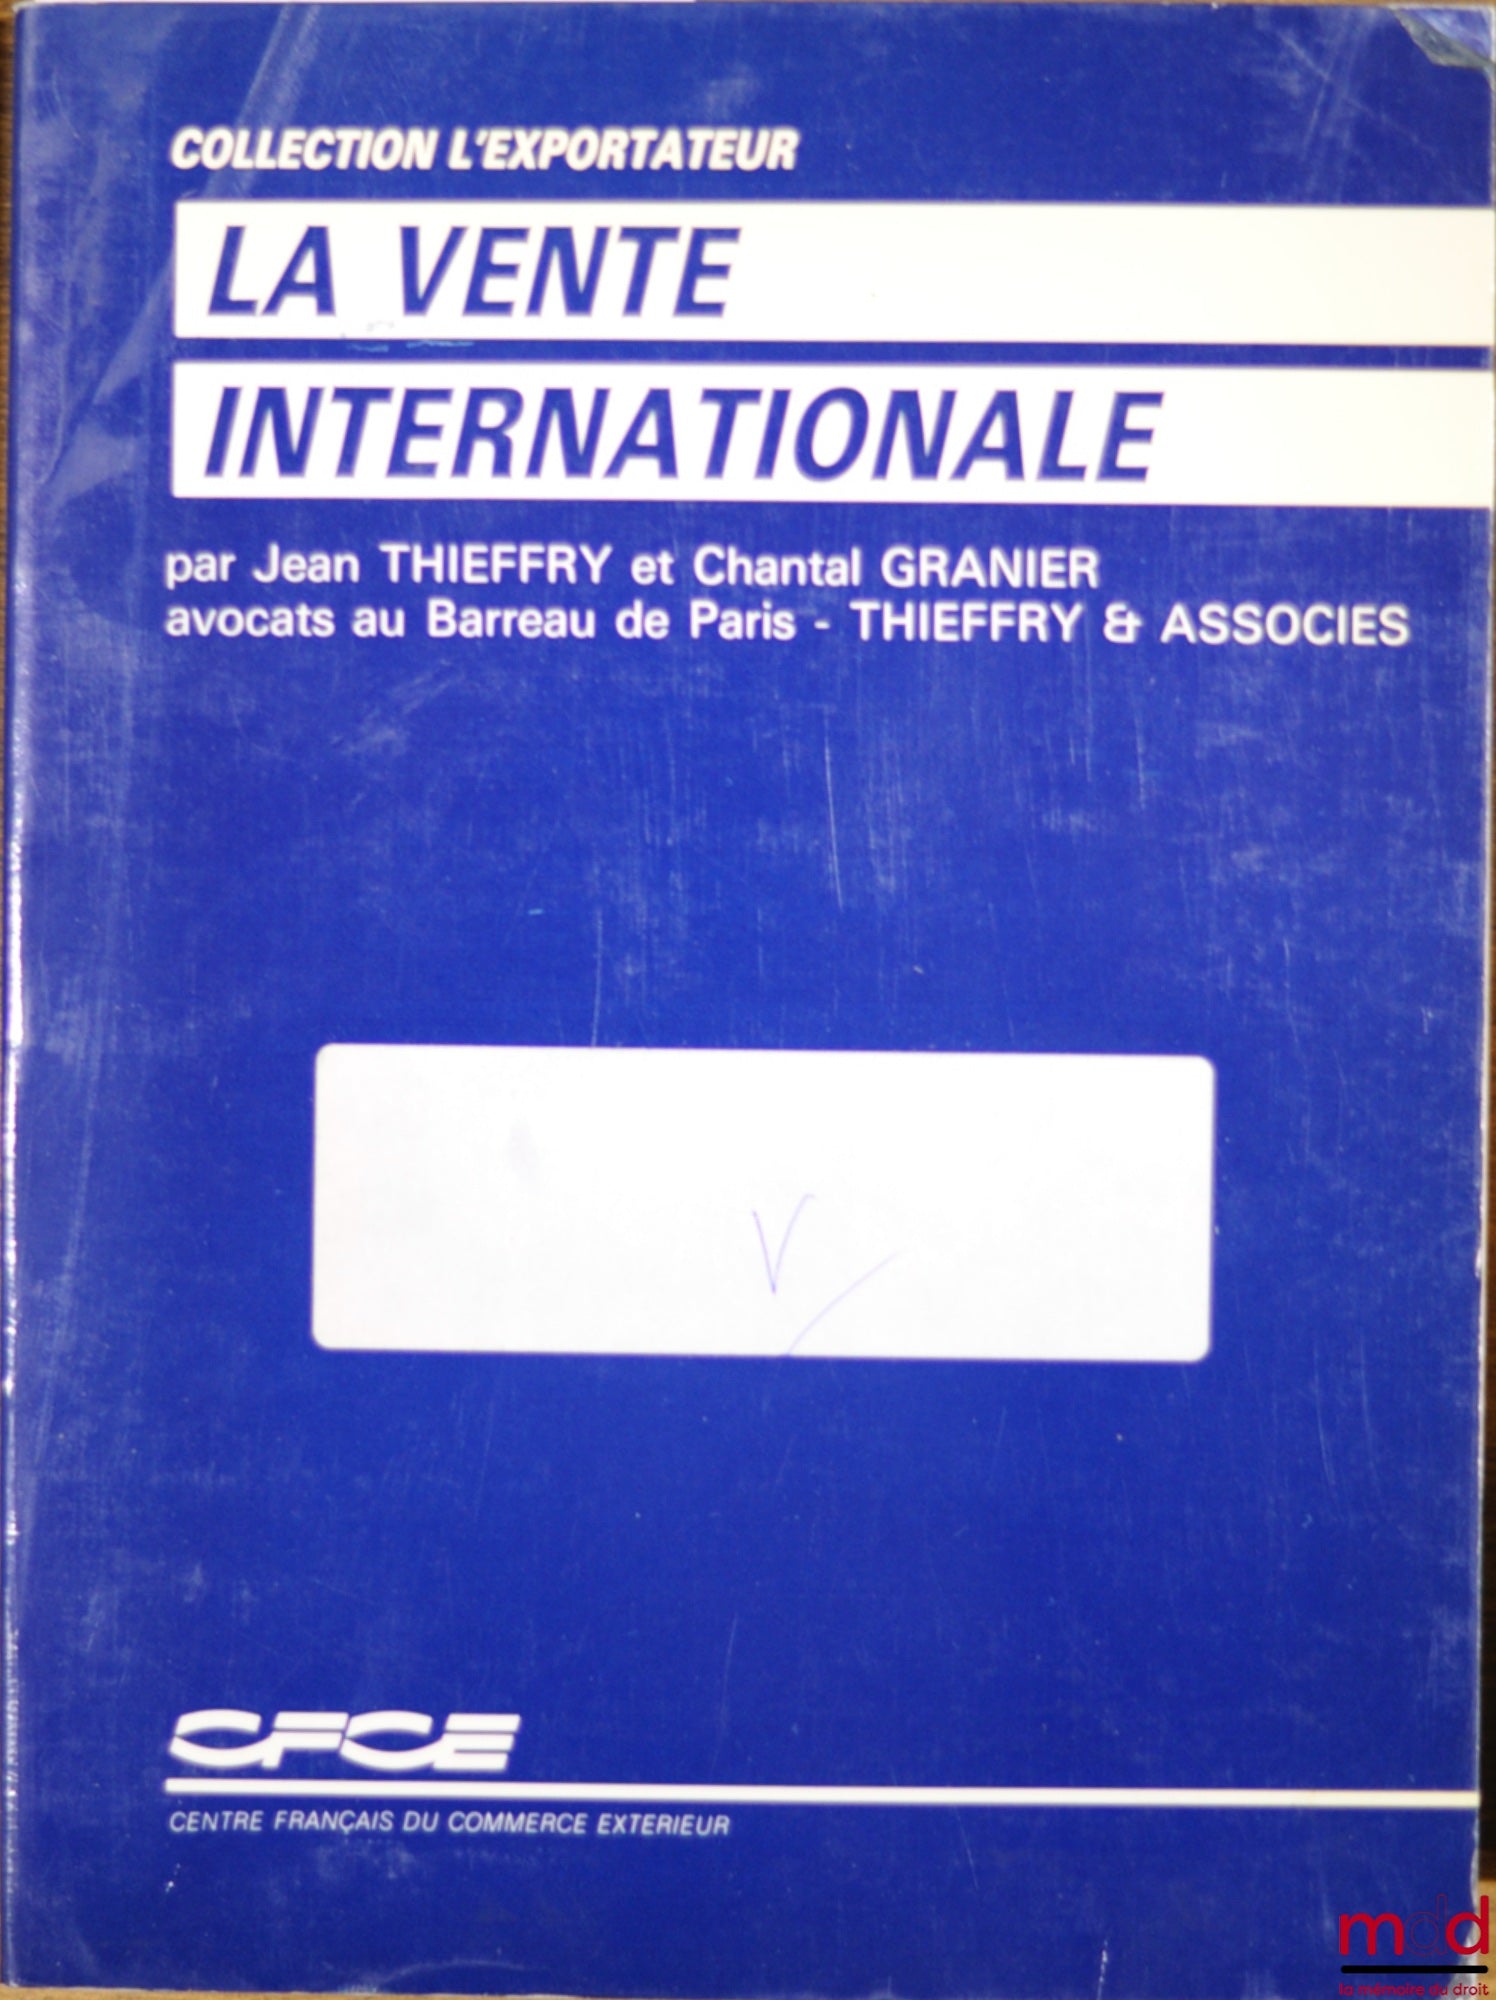 COLLECTION L'EXPORTATEUR
LA VENTE
INTERNATIONALE
par Jean THIEFFRY et Chantal GRANIER
avocats au Barreau de Paris - THIEFFRY & ASSOCIES
V
CFCE
CENTRE FRANÇAIS DU COMMERCE EXTERIEUR
mdd
la mémoire du droit